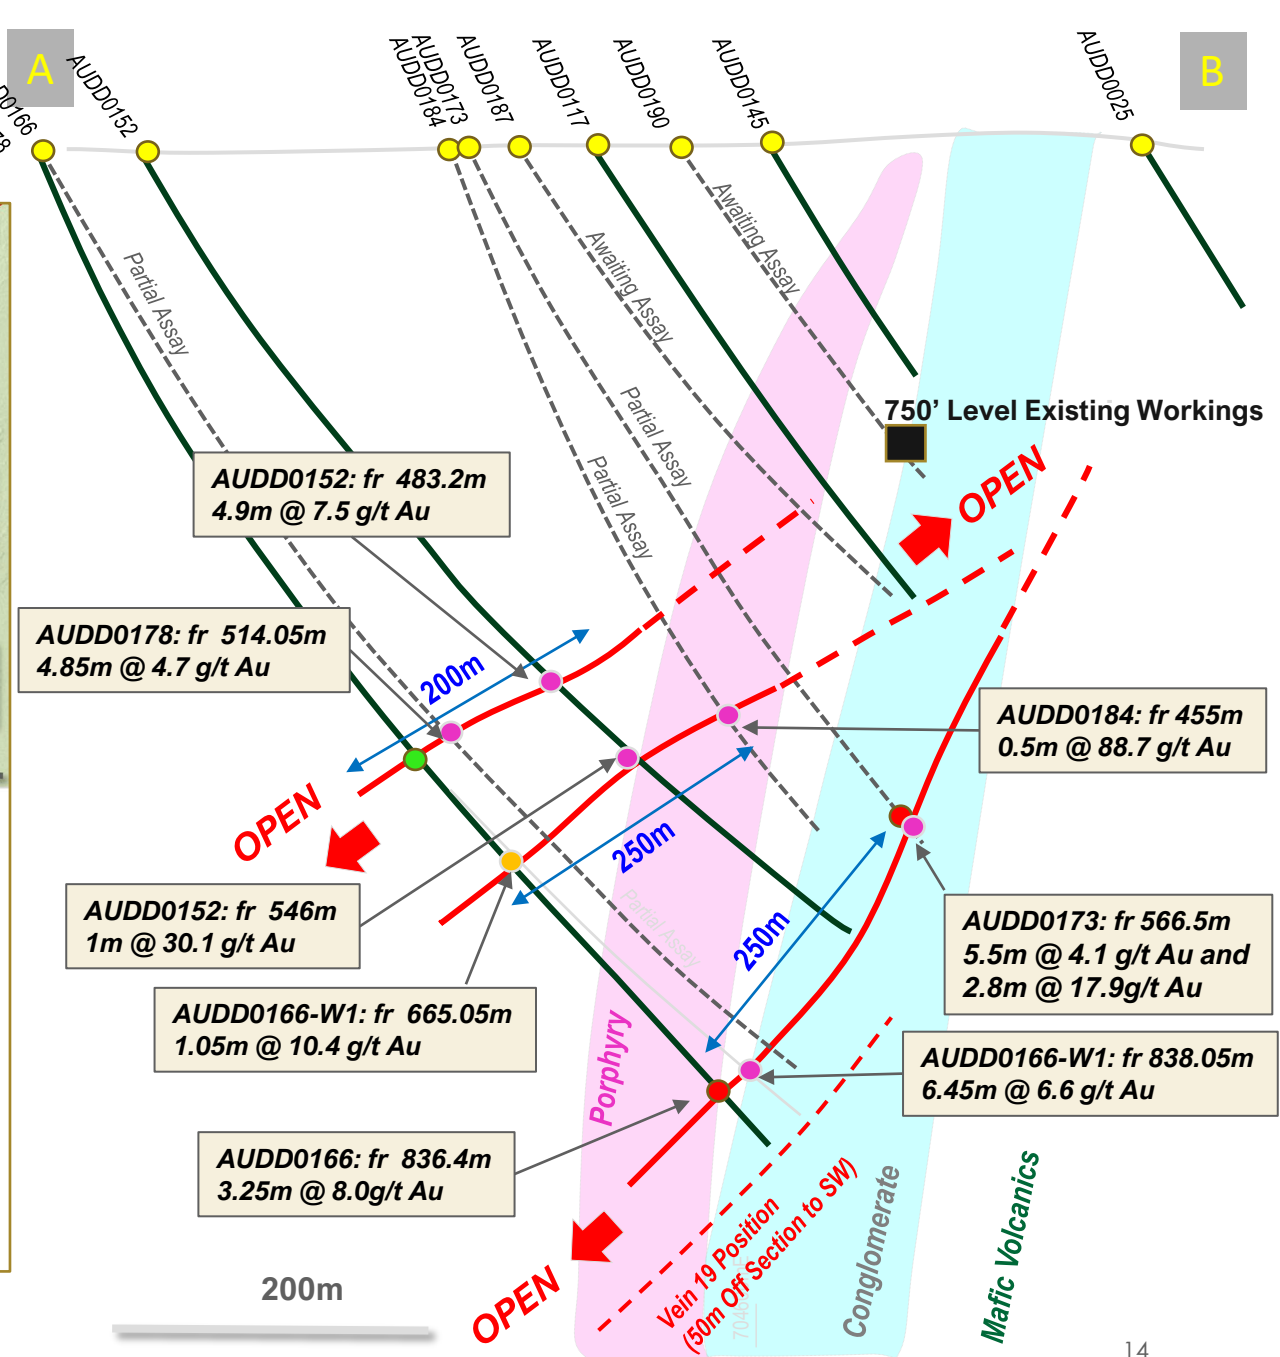 A
B
D0166
78
AUDD0152
AUDD0184
AUDD0173
AUDD0187
AUDD0117
AUDD0190
AUDD0145
AUDD0025
Partial Assay
Awaiting Assay
Awaiting Assay
Partial Assay
Partial Assay
750’ Level Existing Workings
OPEN
AUDD0152: fr 483.2m
4.9m @ 7.5 g/t Au
AUDD0178: fr 514.05m
4.85m @ 4.7 g/t Au
200m
AUDD0184: fr 455m
0.5m @ 88.7 g/t Au
OPEN
250m
AUDD0152: fr 546m
1m @ 30.1 g/t Au
Partial Assay
250m
AUDD0173: fr 566.5m
5.5m @ 4.1 g/t Au and
2.8m @ 17.9g/t Au
AUDD0166-W1: fr 665.05m
1.05m @ 10.4 g/t Au
Porphyry
AUDD0166-W1: fr 838.05m
6.45m @ 6.6 g/t Au
AUDD0166: fr 836.4m
3.25m @ 8.0g/t Au
Vein 19 Position
(50m Off Section to SW)
Conglomerate
Mafic Volcanics
OPEN
200m
14